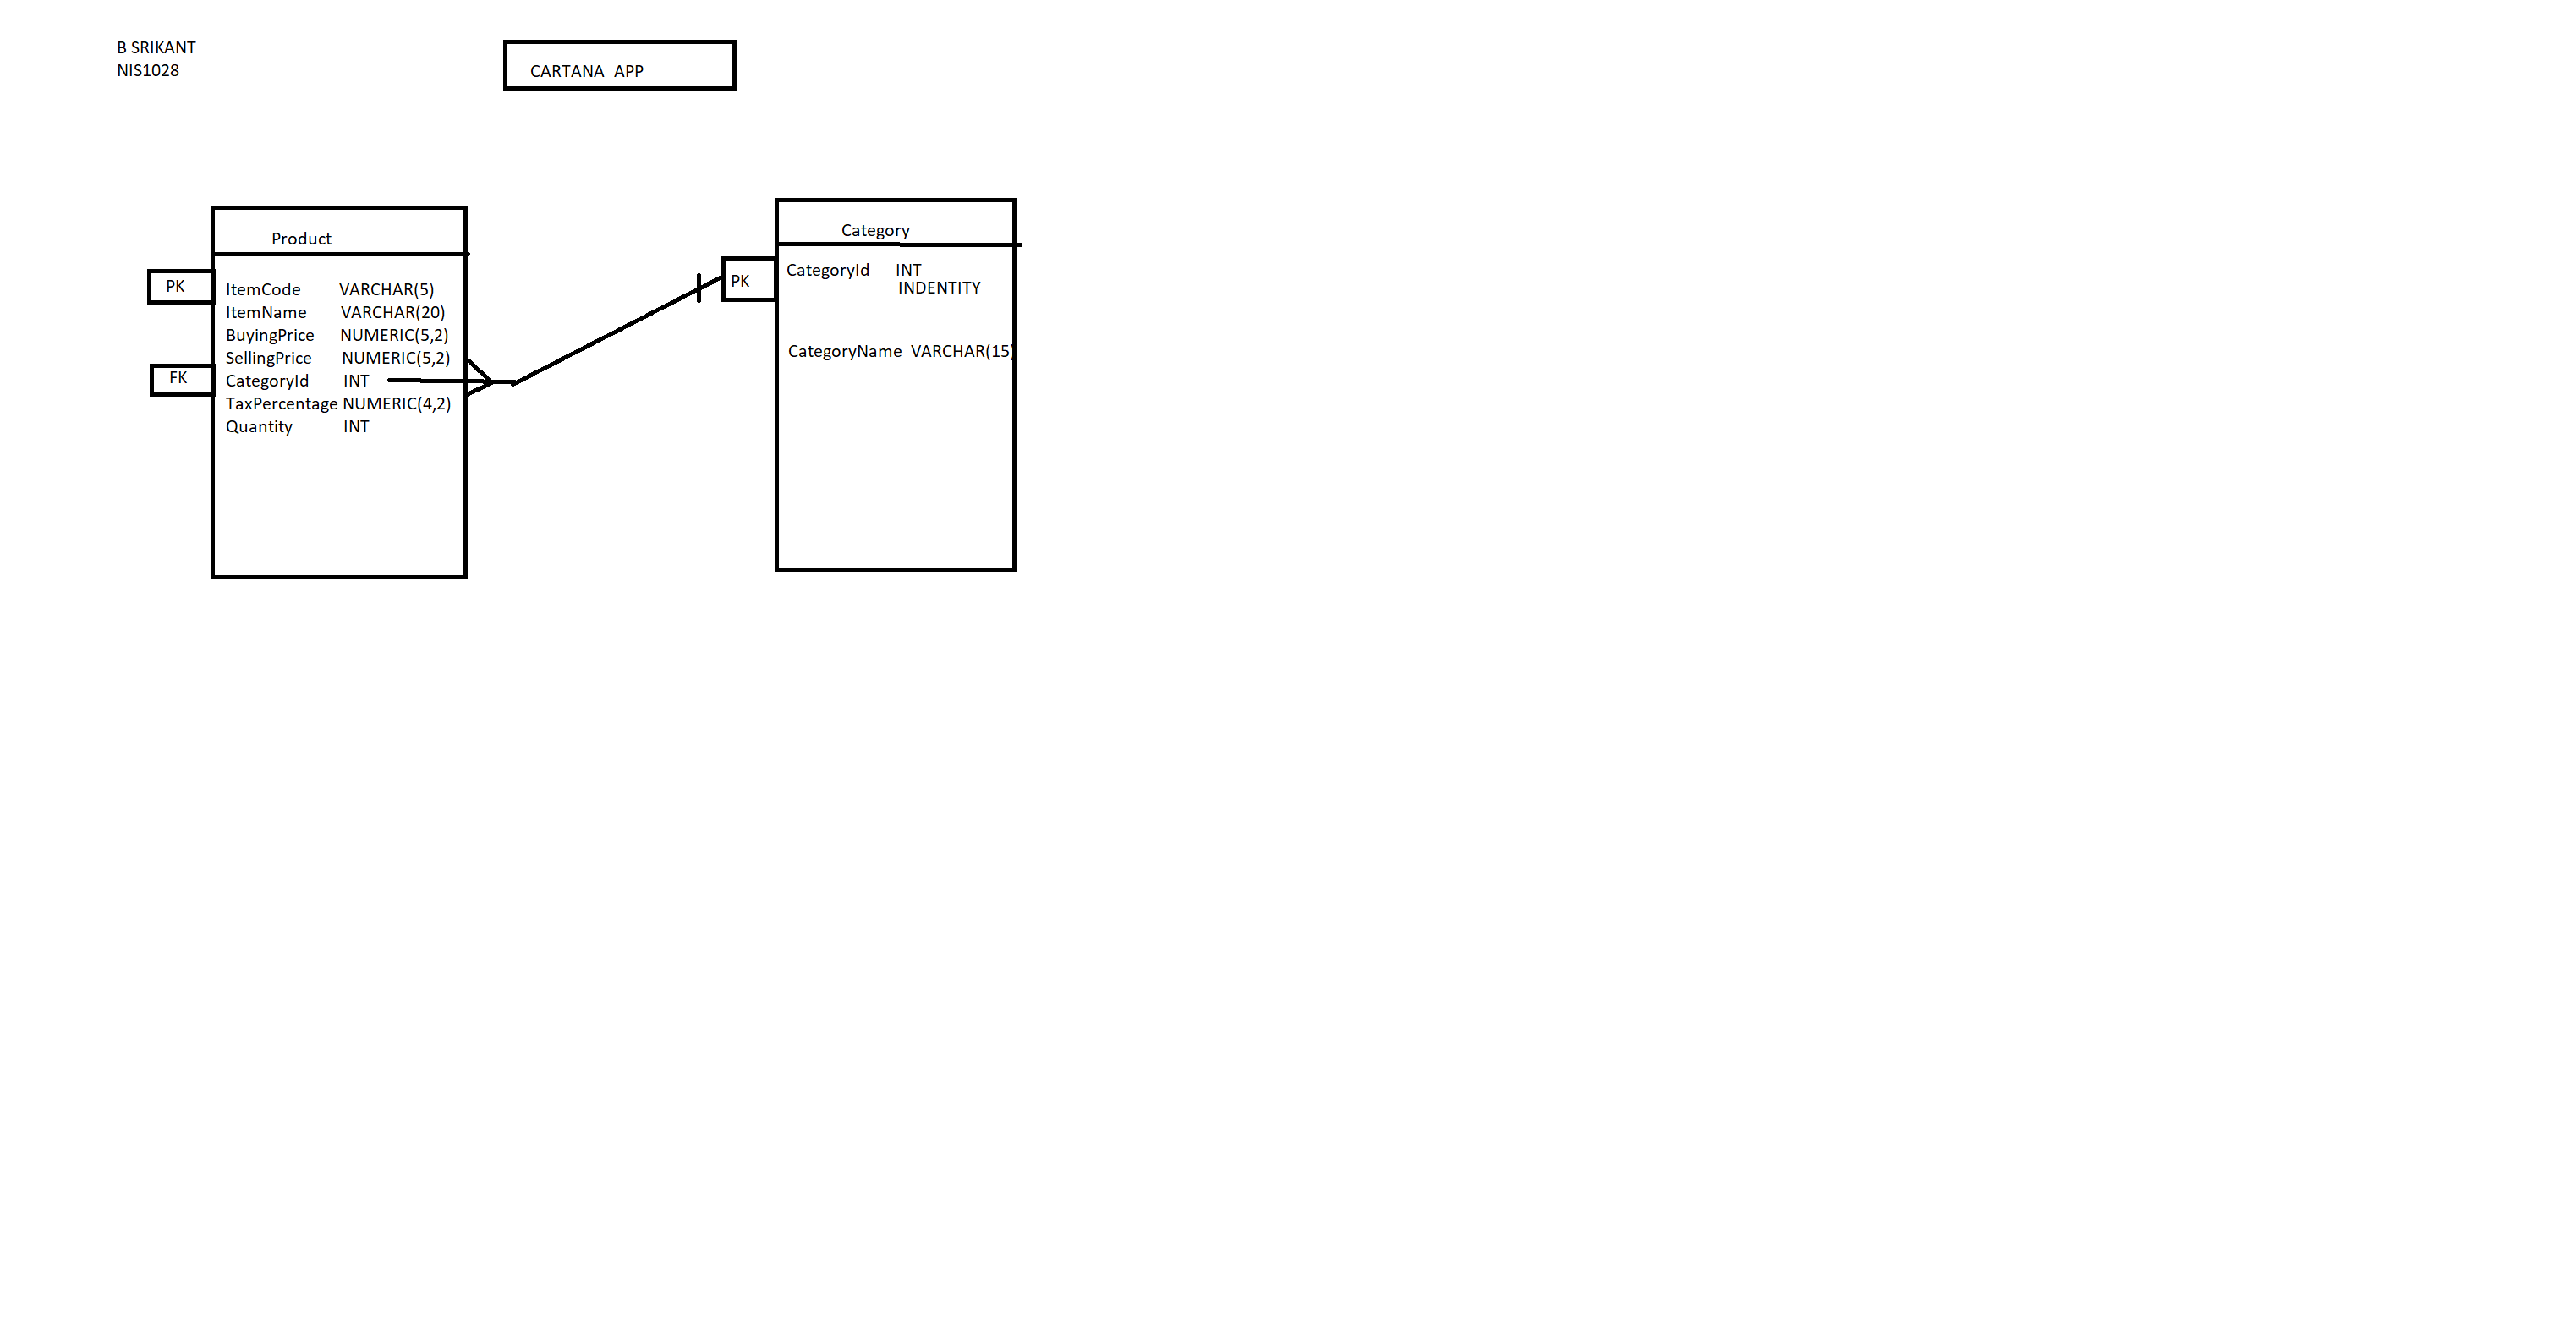 B SRIKANT
NIS1028
CARTANA_APP
Product
PK
ItemCode VARCHAR(5)
ItemName VARCHAR(20)
BuyingPrice NUMERIC(5,2)
SellingPrice NUMERIC(5,2)
FK
CategoryId INT
TaxPercentage NUMERIC(4,2)
Quantity INT
Category
PK
CategoryId INT
INDENTITY
CategoryName VARCHAR(15)